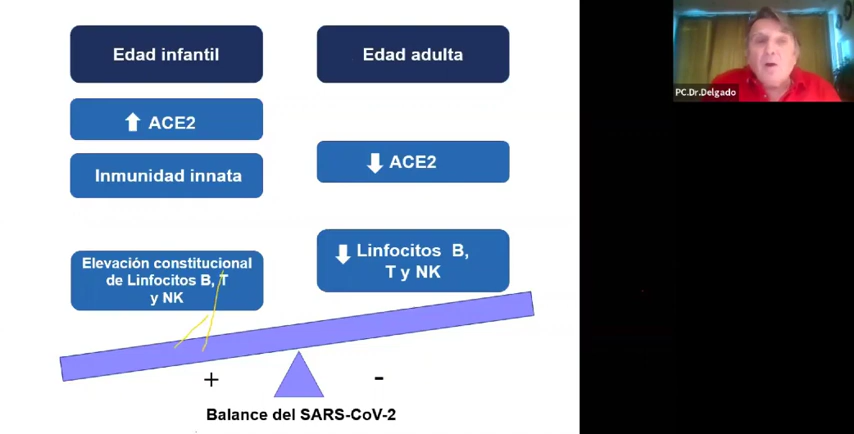 Edad infantil
Edad adulta
ACE2
Inmunidad innata
ACE2
Elevación constitucional
de Linfocitos B, T
y NK
Linfocitos B,
T y NK
+
-
Balance del SARS-CoV-2
PC.Dr.Delgado